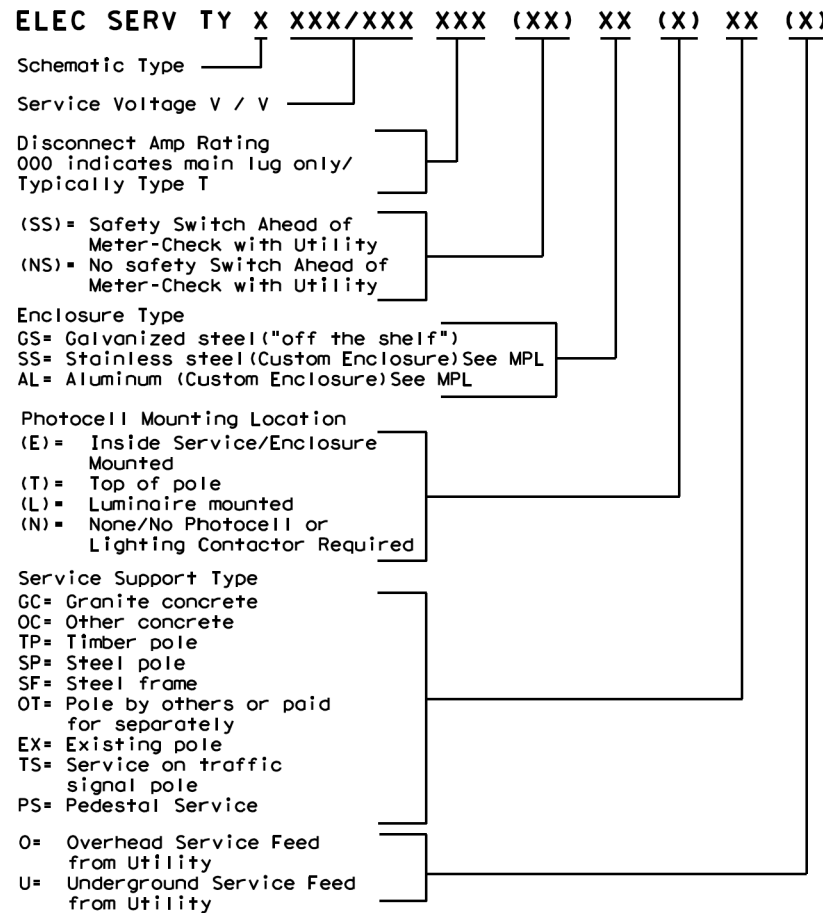 ELEC SERV TY X XXX/XXX XXX (XX) XX (X) XX (X)
Schematic Type
Service Voltage V / V
Disconnect Amp Rating
000 indicates main lug only/
Typically Type T
(SS)= Safety Switch Ahead of
Meter-Check with Utility
(NS)= No safety Switch Ahead of
Meter-Check with Utility
Enclosure Type
GS= Galvanized steel("off the shelf")
SS= Stainless steel(Custom Enclosure)See MPL
AL= Aluminum (Custom Enclosure)See MPL
Photocell Mounting Location
(E)= Inside Service/Enclosure
Mounted
(T)= Top of pole
(L)= Luminaire mounted
(N)= None/No Photocell or
Lighting Contactor Required
Service Support Type
GC= Granite concrete
OC= Other concrete
TP= Timber pole
SP= Steel pole
SF= Steel frame
OT= Pole by others or paid
for separately
EX= Existing pole
TS= Service on traffic
signal pole
PS= Pedestal Service
O= Overhead Service Feed
from Utility
U= Underground Service Feed
from Utility